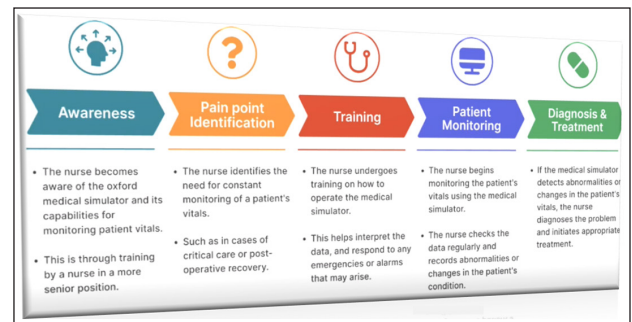 Awareness
Pain point
Identification
Training
Patient
Monitoring
Diagnosis &
Treatment
• The nurse becomes
aware of the oxford
medical simulator and its
capabilities for
monitoring patient vitals.
• This is through training
by a nurse in a more
senior position.
• The nurse identifies the
need for constant
monitoring of a patient's
vitals.
• Such as in cases of
critical care or post-
operative recovery.
• The nurse undergoes
training on how to
operate the medical
simulator.
• This helps interpret the
data, and respond to any
emergencies or alarms
that may arise.
• The nurse begins
monitoring the patient's
vitals using the medical
simulator.
• The nurse checks the
data regularly and
records abnormalities or
changes in the patient's
condition.
• If the medical simulator
detects abnormalities or
changes in the patient's
vitals, the nurse
diagnoses the problem
and initiates appropriate
treatment.